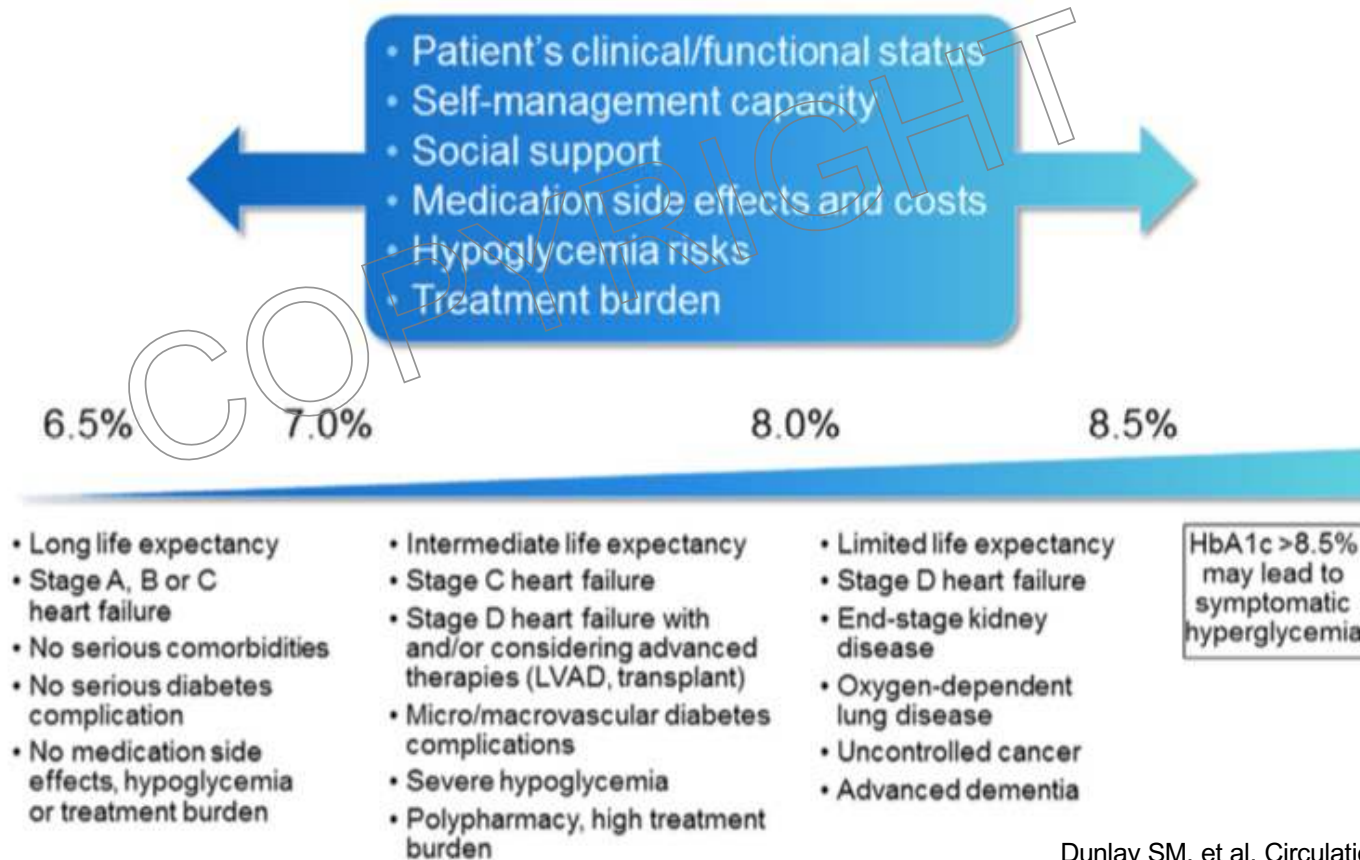 • Patient's clinical/functional status
• Self-management capacity
• Social support
• Medication side effects and costs
• Hypoglycemia risks
• Treatment burden
COPYRIGHT
6.5% 7.0% 8.0% 8.5%
• Long life expectancy
• Stage A, B or C
heart failure
• No serious comorbidities
• No serious diabetes
complication
• No medication side
effects, hypoglycemia
or treatment burden
• Intermediate life expectancy
• Stage C heart failure
• Stage D heart failure with
and/or considering advanced
therapies (LVAD, transplant)
• Micro/macrovascular diabetes
complications
• Severe hypoglycemia
• Polypharmacy, high treatment
burden
• Limited life expectancy
• Stage D heart failure
• End-stage kidney
disease
• Oxygen-dependent
lung disease
• Uncontrolled cancer
• Advanced dementia
HbA1c >8.5%
may lead to
symptomatic
hyperglycemia
Dunlay SM, et al. Circulatio